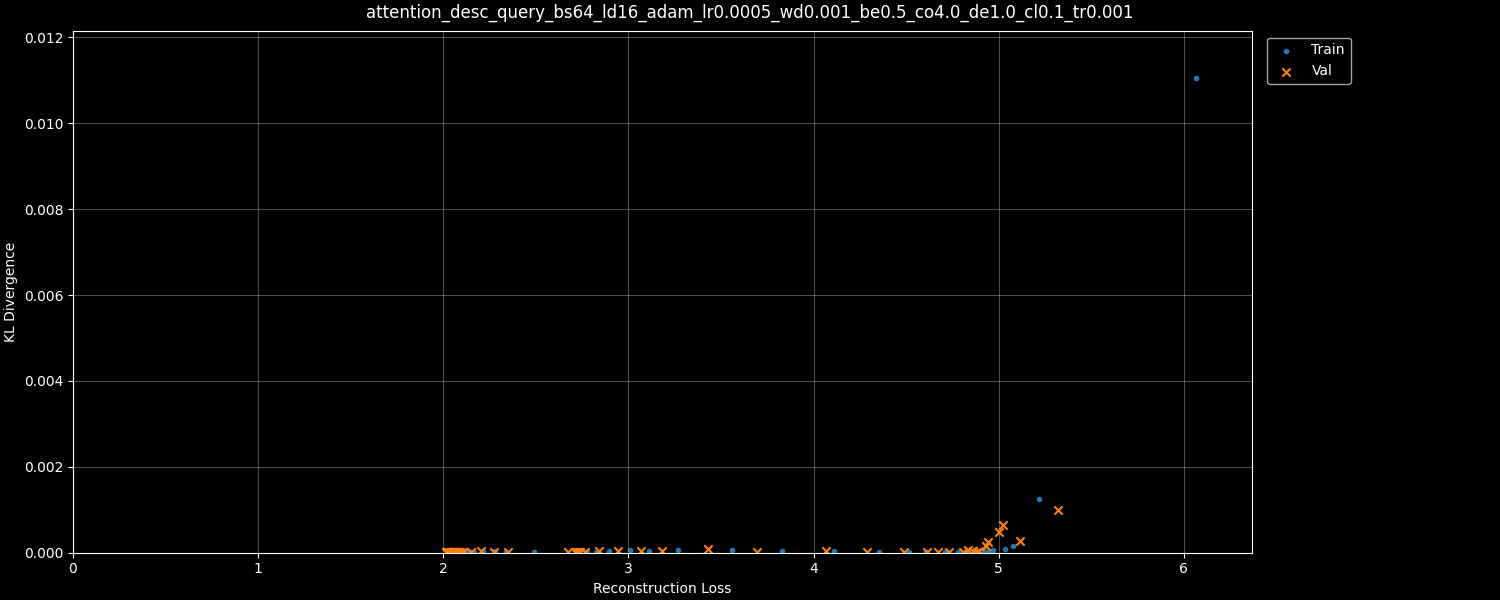 attention_desc_query_bs64_ld16_adam_lr0.0005_wd0.001_be0.5_co4.0_de1.0_cl0.1_tr0.001
0.012
0.010
0.008
0.006
0.004
0.002
0.000
KL Divergence
0 1 2 3 4 5 6
Reconstruction Loss
Train
Val